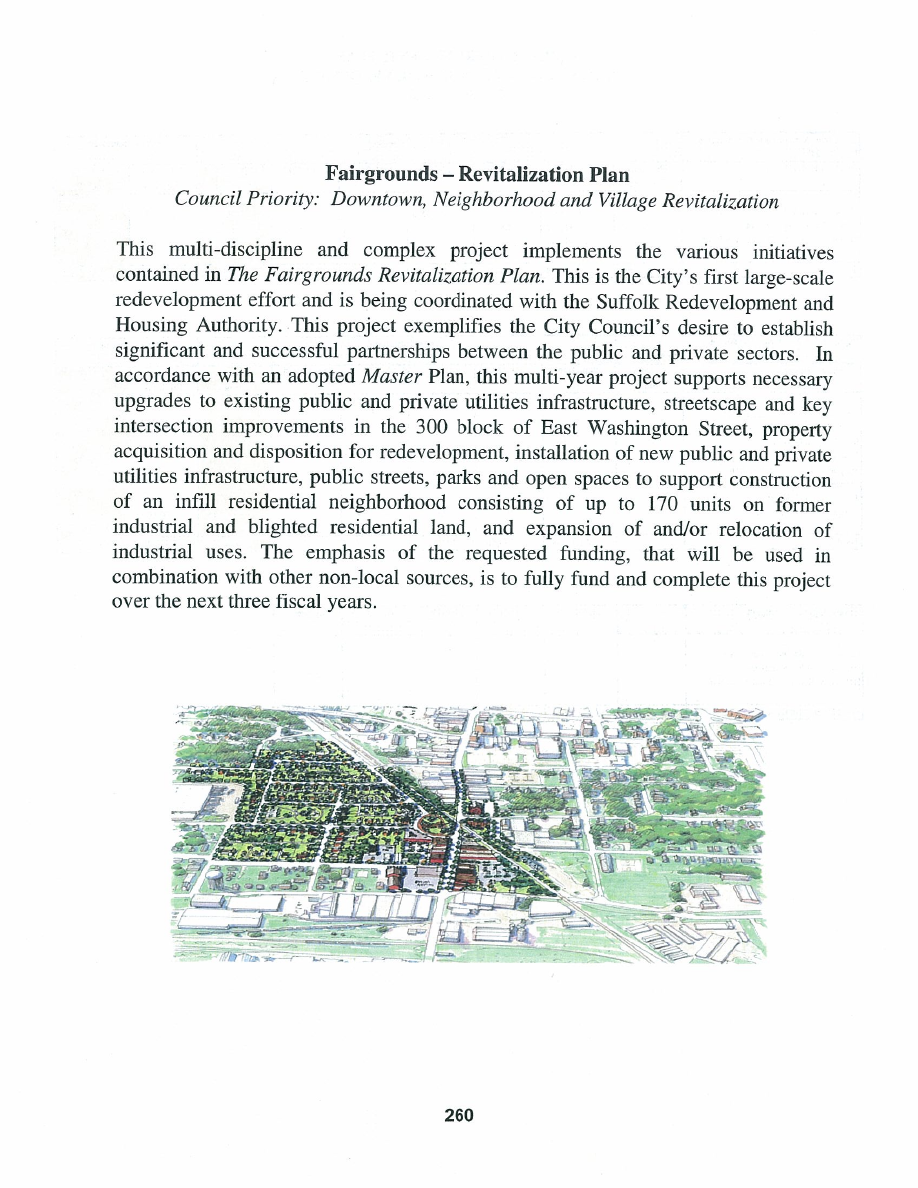 Fairgrounds – Revitalization Plan
Council Priority: Downtown, Neighborhood and Village Revitalization
This multi-discipline and complex project implements the various initiatives
contained in The Fairgrounds Revitalization Plan. This is the City's first large-scale
redevelopment effort and is being coordinated with the Suffolk Redevelopment and
Housing Authority. This project exemplifies the City Council's desire to establish
significant and successful partnerships between the public and private sectors. In
accordance with an adopted Master Plan, this multi-year project supports necessary
upgrades to existing public and private utilities infrastructure, streetscape and key
intersection improvements in the 300 block of East Washington Street, property
acquisition and disposition for redevelopment, installation of new public and private
utilities infrastructure, public streets, parks and open spaces to support construction
of an infill residential neighborhood consisting of up to 170 units on former
industrial and blighted residential land, and expansion of and/or relocation of
industrial uses. The emphasis of the requested funding, that will be used in
combination with other non-local sources, is to fully fund and complete this project
over the next three fiscal years.
260